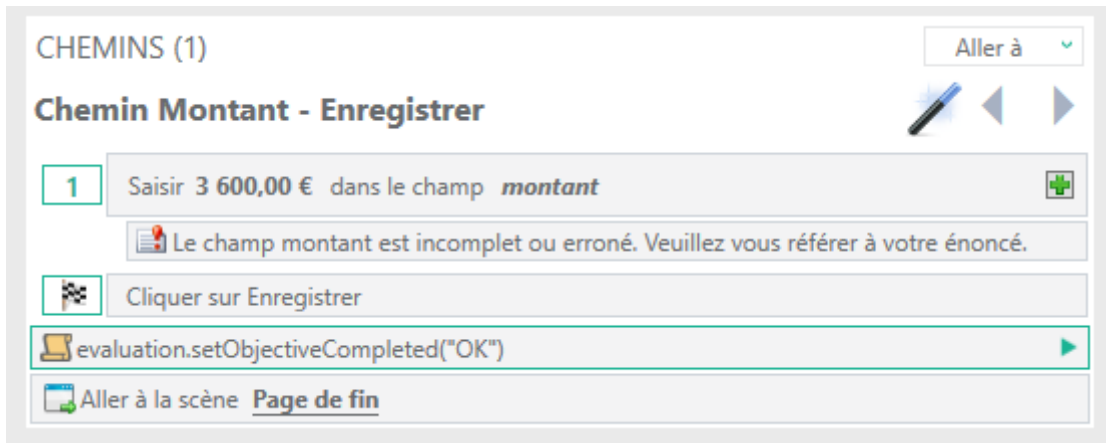 CHEMINS (1)
Aller à
Chemin Montant - Enregistrer
1 Saisir 3 600,00 € dans le champ montant
Le champ montant est incomplet ou erroné. Veuillez vous référer à votre énoncé.
Cliquer sur Enregistrer
evaluation.setObjectiveCompleted("OK")
Aller à la scène Page de fin